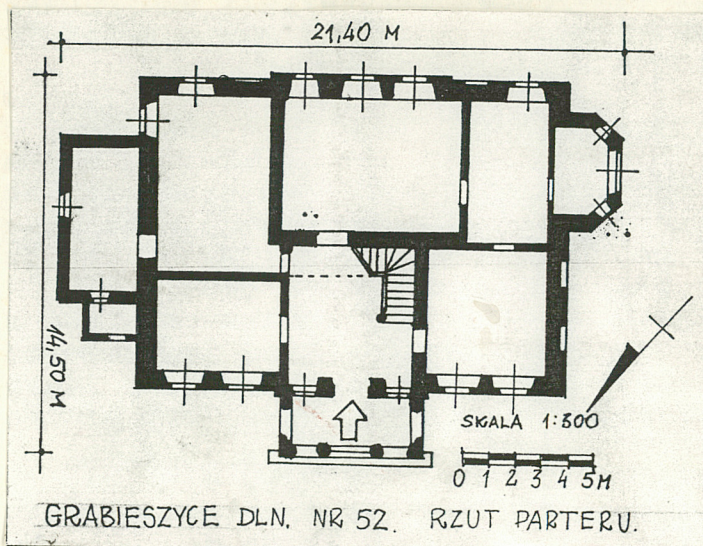 21,40 M
14,50 M
SKALA 1:300
0 1 2 3 4 5M
GRABIESZYCE DLN. NR 52. RZUT PARTERU.